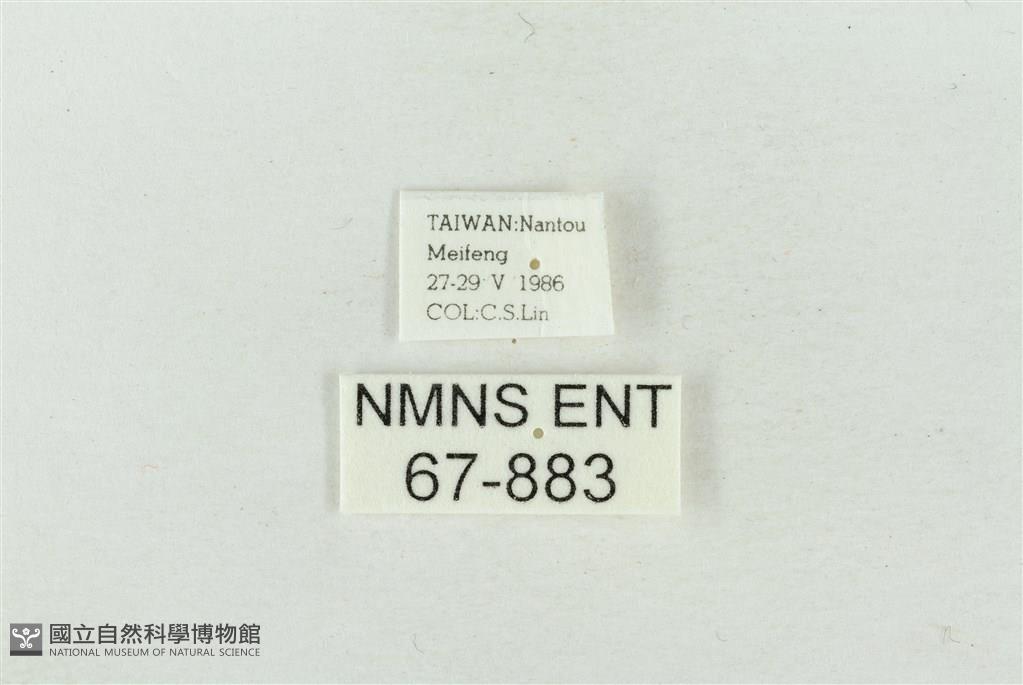 TAIWAN:Nantou
Meifeng
27-29 V 1986
COL:C.S.Lin
NMNS ENT
67-883
國立自然科學博物館
NATIONAL MUSEUM OF NATURAL SCIENCE